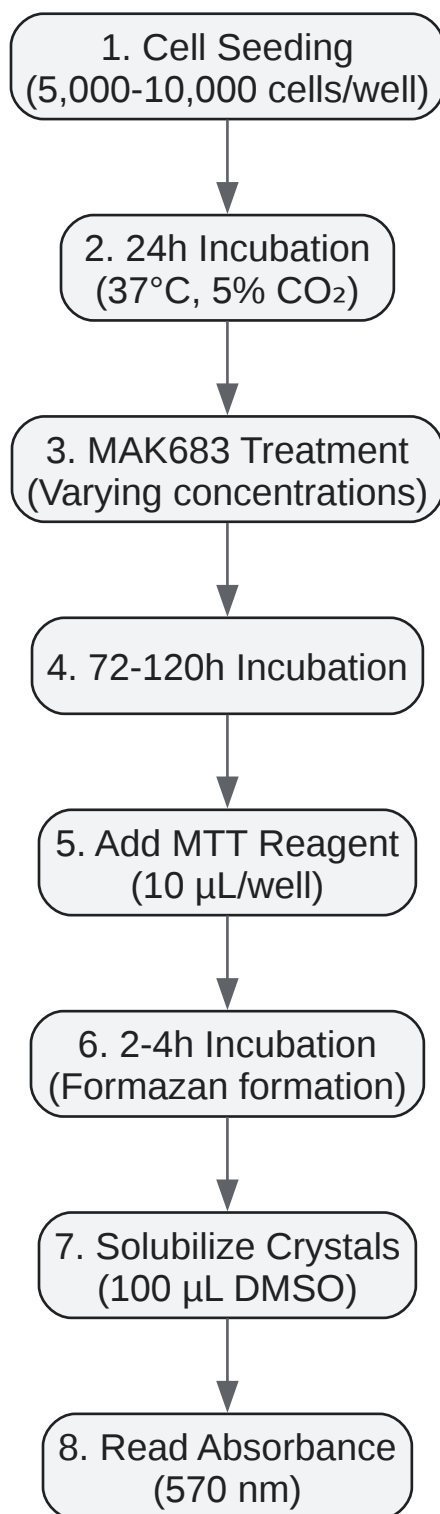 1. Cell Seeding
(5,000-10,000 cells/well)
2. 24h Incubation
(37°C, 5% CO₂)
3. MAK683 Treatment
(Varying concentrations)
4. 72-120h Incubation
5. Add MTT Reagent
(10 µL/well)
6. 2-4h Incubation
(Formazan formation)
7. Solubilize Crystals
(100 µL DMSO)
8. Read Absorbance
(570 nm)